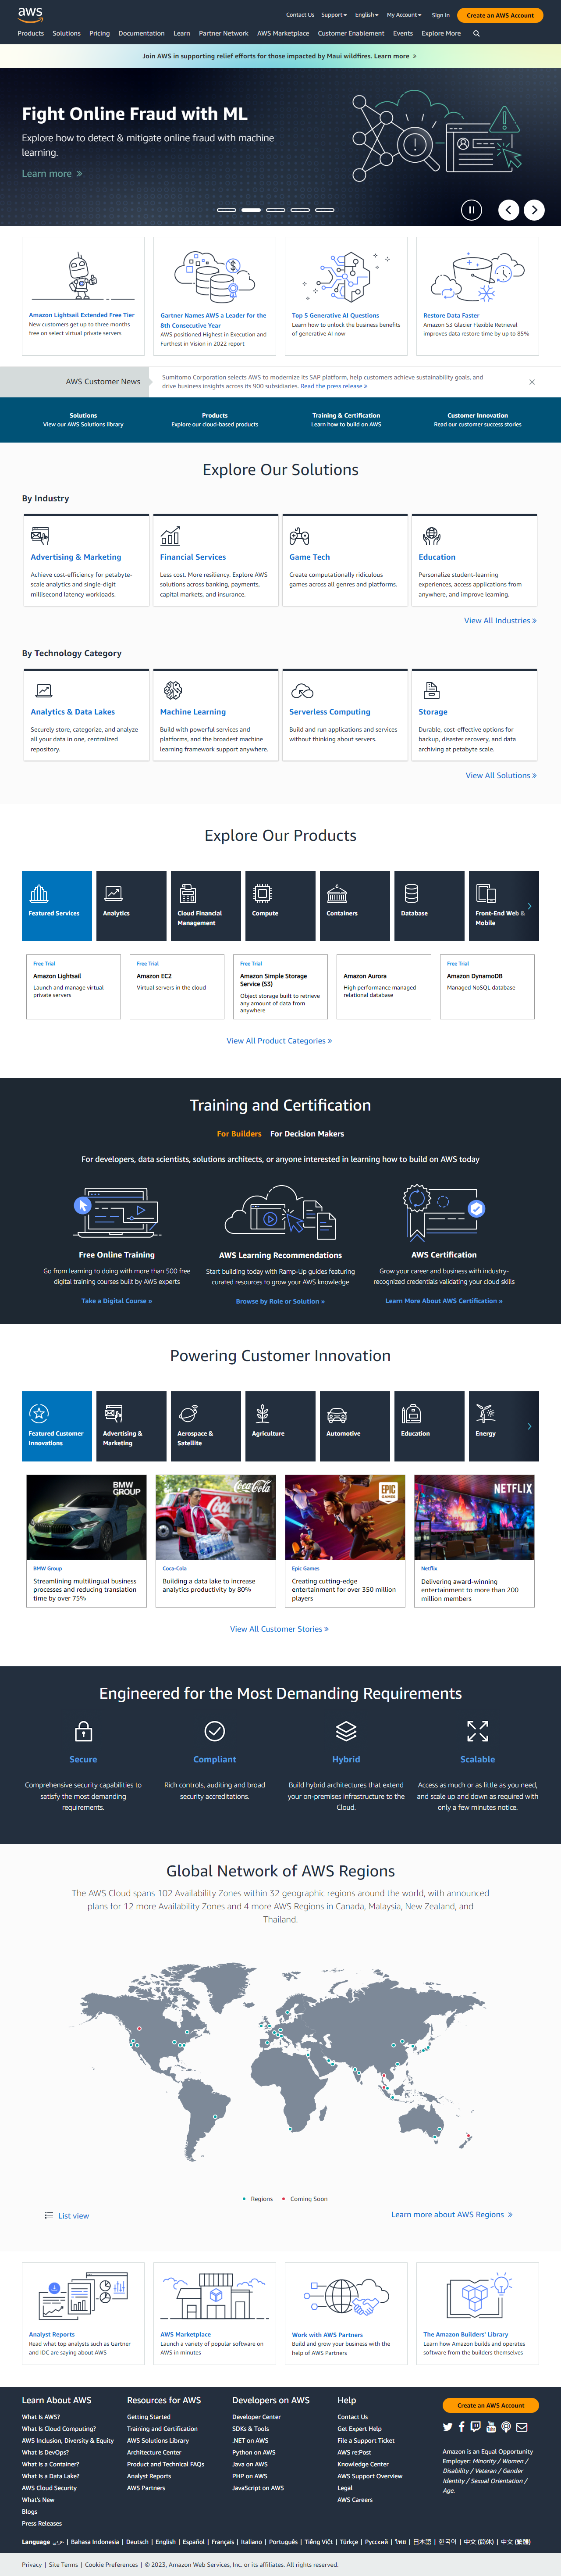 aws
Contact Us Support English My Account Sign In Create an AWS Account
Products Solutions Pricing Documentation Learn Partner Network AWS Marketplace Customer Enablement Events Explore More
Join AWS in supporting relief efforts for those impacted by Maui wildfires. Learn more »
Fight Online Fraud with ML
Explore how to detect & mitigate online fraud with machine
learning.
Learn more »
Amazon Lightsail Extended Free Tier
New customers get up to three months
free on select virtual private servers
Gartner Names AWS a Leader for the
8th Consecutive Year
AWS positioned Highest in Execution and
Furthest in Vision in 2022 report
Top 5 Generative AI Questions
Learn how to unlock the business benefits
of generative AI now
Restore Data Faster
Amazon S3 Glacier Flexible Retrieval
improves data restore time by up to 85%
AWS Customer News
Sumitomo Corporation selects AWS to modernize its SAP platform, help customers achieve sustainability goals, and
drive business insights across its 900 subsidiaries. Read the press release »
Solutions
View our AWS Solutions library
Products
Explore our cloud-based products
Training & Certification
Learn how to build on AWS
Customer Innovation
Read our customer success stories
Explore Our Solutions
By Industry
Advertising & Marketing
Achieve cost-efficiency for petabyte-
scale analytics and single-digit
millisecond latency workloads.
Financial Services
Less cost. More resiliency. Explore AWS
solutions across banking, payments,
capital markets, and insurance.
Game Tech
Create computationally ridiculous
games across all genres and platforms.
Education
Personalize student-learning
experiences, access applications from
anywhere, and improve learning.
View All Industries »
By Technology Category
Analytics & Data Lakes
Securely store, categorize, and analyze
all your data in one, centralized
repository.
Machine Learning
Build with powerful services and
platforms, and the broadest machine
learning framework support anywhere.
Serverless Computing
Build and run applications and services
without thinking about servers.
Storage
Durable, cost-effective options for
backup, disaster recovery, and data
archiving at petabyte scale.
View All Solutions »
Explore Our Products
Featured Services
Analytics
Cloud Financial
Management
Compute
Containers
Database
Front-End Web &
Mobile
Free Trial
Amazon Lightsail
Launch and manage virtual
private servers
Free Trial
Amazon EC2
Virtual servers in the cloud
Free Trial
Amazon Simple Storage
Service (S3)
Object storage built to retrieve
any amount of data from
anywhere
Amazon Aurora
High performance managed
relational database
Free Trial
Amazon DynamoDB
Managed NoSQL database
View All Product Categories »
Training and Certification
For Builders For Decision Makers
For developers, data scientists, solutions architects, or anyone interested in learning how to build on AWS today
Free Online Training
Go from learning to doing with more than 500 free
digital training courses built by AWS experts
Take a Digital Course »
AWS Learning Recommendations
Start building today with Ramp-Up guides featuring
curated resources to grow your AWS knowledge
Browse by Role or Solution »
AWS Certification
Grow your career and business with industry-
recognized credentials validating your cloud skills
Learn More About AWS Certification »
Powering Customer Innovation
Featured Customer
Innovations
Advertising &
Marketing
Aerospace &
Satellite
Agriculture
Automotive
Education
Energy
BMW
GROUP
BMW Group
Streamlining multilingual business
processes and reducing translation
time by over 75%
Coca-Cola
Coca-Cola
Building a data lake to increase
analytics productivity by 80%
EPIC
GAMES
Epic Games
Creating cutting-edge
entertainment for over 350 million
players
NETFLIX
Netflix
Delivering award-winning
entertainment to more than 200
million members
View All Customer Stories »
Engineered for the Most Demanding Requirements
Secure
Comprehensive security capabilities to
satisfy the most demanding
requirements.
Compliant
Rich controls, auditing and broad
security accreditations.
Hybrid
Build hybrid architectures that extend
your on-premises infrastructure to the
Cloud.
Scalable
Access as much or as little as you need,
and scale up and down as required with
only a few minutes notice.
Global Network of AWS Regions
The AWS Cloud spans 102 Availability Zones within 32 geographic regions around the world, with announced
plans for 12 more Availability Zones and 4 more AWS Regions in Canada, Malaysia, New Zealand, and
Thailand.
Regions Coming Soon
List view
Learn more about AWS Regions »
Analyst Reports
Read what top analysts such as Gartner
and IDC are saying about AWS
AWS Marketplace
Launch a variety of popular software on
AWS in minutes
Work with AWS Partners
Build and grow your business with the
help of AWS Partners
The Amazon Builders' Library
Learn how Amazon builds and operates
software from the builders themselves
Learn About AWS
What Is AWS?
What Is Cloud Computing?
AWS Inclusion, Diversity & Equity
What Is DevOps?
What Is a Container?
What Is a Data Lake?
AWS Cloud Security
What's New
Blogs
Press Releases
Resources for AWS
Getting Started
Training and Certification
AWS Solutions Library
Architecture Center
Product and Technical FAQs
Analyst Reports
AWS Partners
Developers on AWS
Developer Center
SDKs & Tools
.NET on AWS
Python on AWS
Java on AWS
PHP on AWS
JavaScript on AWS
Help
Contact Us
Get Expert Help
File a Support Ticket
AWS re:Post
Knowledge Center
AWS Support Overview
Legal
AWS Careers
Create an AWS Account
Amazon is an Equal Opportunity
Employer: Minority / Women /
Disability / Veteran / Gender
Identity / Sexual Orientation /
Age.
Language عربي | Bahasa Indonesia | Deutsch | English | Español | Français | Italiano | Português | Tiếng Việt | Türkçe | Ρусский | ไทย | 日本語 | 한국어 | 中文 (简体) | 中文 (繁體)
Privacy | Site Terms | Cookie Preferences | © 2023, Amazon Web Services, Inc. or its affiliates. All rights reserved.